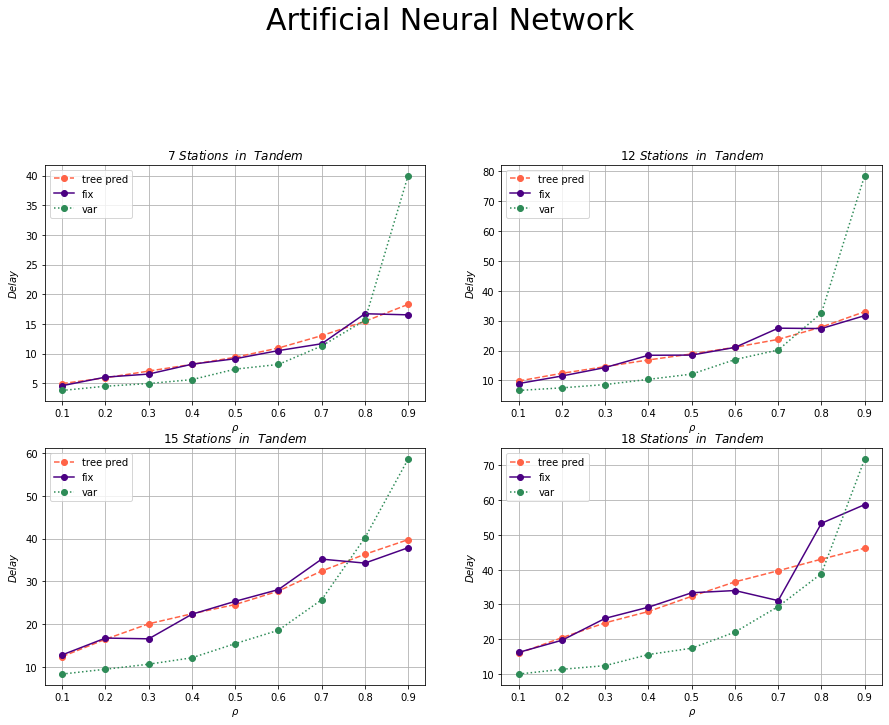 Artificial Neural Network
7 Stations in Tandem
40
35
30
25
20
15
10
5
Delay
tree pred
fix
var
0.1 0.2 0.3 0.4 0.5 0.6 0.7 0.8 0.9
ρ
12 Stations in Tandem
80
70
60
50
40
30
20
10
Delay
tree pred
fix
var
0.1 0.2 0.3 0.4 0.5 0.6 0.7 0.8 0.9
ρ
15 Stations in Tandem
60
50
40
30
20
10
Delay
tree pred
fix
var
0.1 0.2 0.3 0.4 0.5 0.6 0.7 0.8 0.9
ρ
18 Stations in Tandem
70
60
50
40
30
20
10
Delay
tree pred
fix
var
0.1 0.2 0.3 0.4 0.5 0.6 0.7 0.8 0.9
ρ